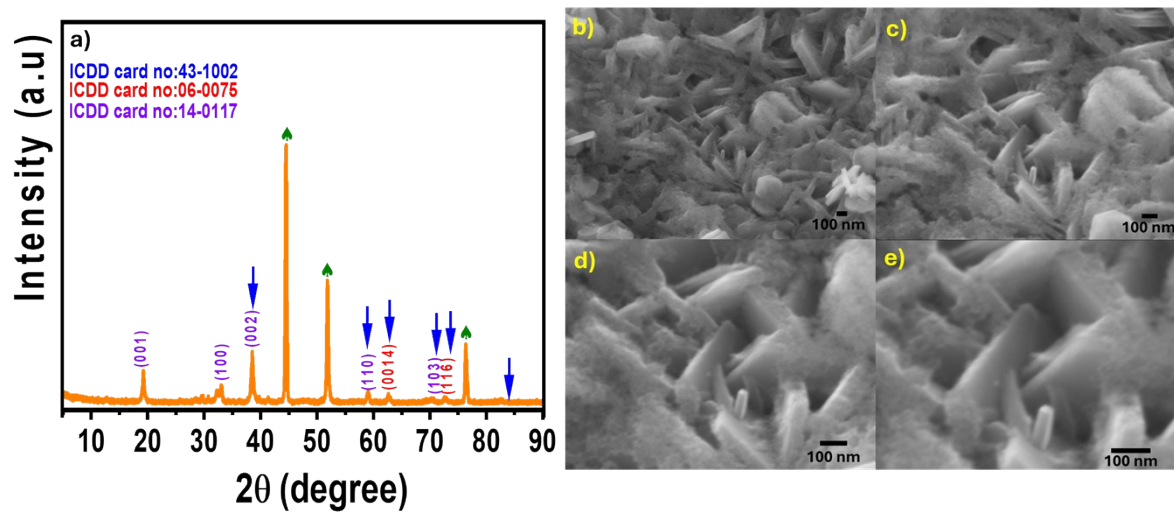 a)
ICDD card no:43-1002
ICDD card no:06-0075
ICDD card no:14-0117
Intensity (a.u)
(001)
(100)
(002)
(110)
(0014)
(103)
(116)
10 20 30 40 50 60 70 80 90
2θ (degree)
b)
100 nm
c)
100 nm
d)
100 nm
e)
100 nm